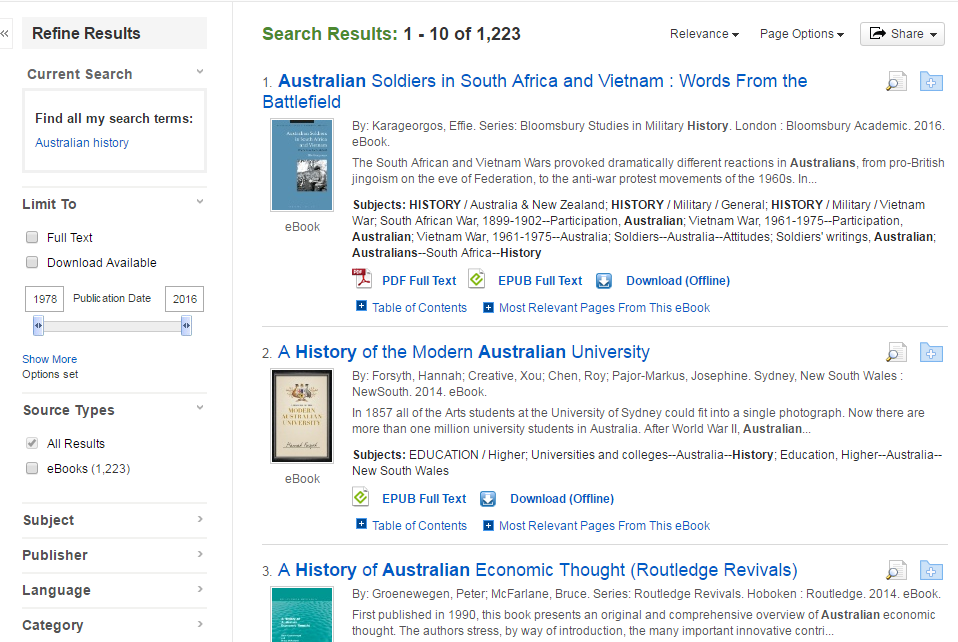 Refine Results
Current Search
Find all my search terms:
Australian history
Limit To
Full Text
Download Available
1978 Publication Date 2016
Show More
Options set
Source Types
All Results
eBooks (1,223)
Subject
Publisher
Language
Category
Search Results: 1 - 10 of 1,223
Relevance Page Options Share
1. Australian Soldiers in South Africa and Vietnam : Words From the
Battlefield
Australian Soldiers
in South Africa
and Vietnam
eBook
By: Karageorgos, Effie. Series: Bloomsbury Studies in Military History. London : Bloomsbury Academic. 2016.
eBook.
The South African and Vietnam Wars provoked dramatically different reactions in Australians, from pro-British
jingoism on the eve of Federation, to the anti-war protest movements of the 1960s. In...
Subjects: HISTORY / Australia & New Zealand; HISTORY / Military / General; HISTORY / Military / Vietnam
War; South African War, 1899-1902--Participation, Australian; Vietnam War, 1961-1975--Participation,
Australian; Vietnam War, 1961-1975--Australia; Soldiers--Australia--Attitudes; Soldiers' writings, Australian;
Australians--South Africa--History
PDF PDF Full Text EPUB Full Text Download (Offline)
Table of Contents Most Relevant Pages From This eBook
2. A History of the Modern Australian University
MODERN
AUSTRALIAN
UNIVERSITY
eBook
By: Forsyth, Hannah; Creative, Xou; Chen, Roy; Pajor-Markus, Josephine. Sydney, New South Wales :
NewSouth. 2014. eBook.
In 1857 all of the Arts students at the University of Sydney could fit into a single photograph. Now there are
more than one million university students in Australia. After World War II, Australian...
Subjects: EDUCATION / Higher; Universities and colleges--Australia--History; Education, Higher--Australia--
New South Wales
EPUB Full Text Download (Offline)
Table of Contents Most Relevant Pages From This eBook
3. A History of Australian Economic Thought (Routledge Revivals)
By: Groenewegen, Peter; McFarlane, Bruce. Series: Routledge Revivals. Hoboken : Routledge. 2014. eBook.
First published in 1990, this book presents an original and comprehensive overview of Australian economic
thought. The authors stress, by way of introduction, the many important innovative contri...